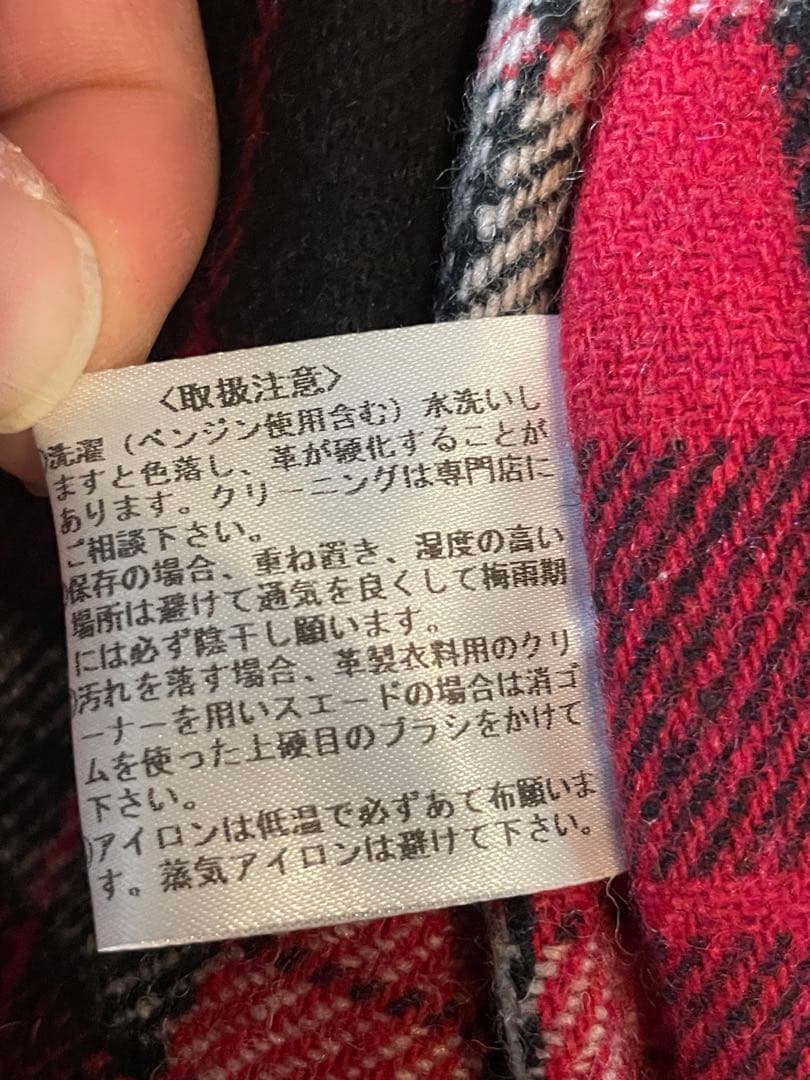 〈取扱注意〉
)洗濯（ベンジン使用含む）水洗いし
ますと色落し、革が硬化することが
あります。クリーニングは専門店に
ご相談下さい。
)保存の場合、重ね置き、湿度の高い
場所は避けて通気を良くして梅雨期
には必ず陰干し願います。
)汚れを落す場合、革製衣料用のクリ
ーナーを用いスエードの場合は消ゴ
ムを使った上硬目のブラシをかけて
下さい。
)アイロンは低温で必ずあて布願いま
す。蒸気アイロンは避けて下さい。